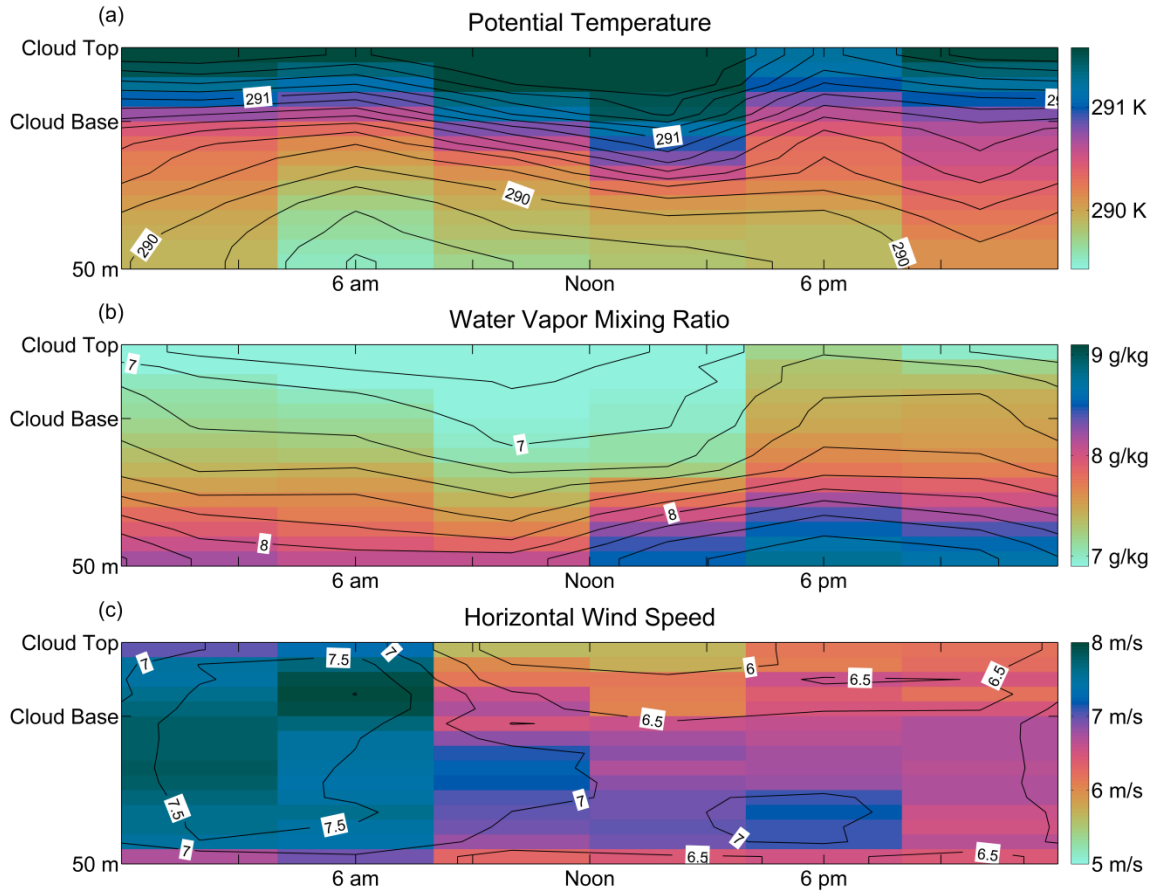 (a)
Potential Temperature
Cloud Top
291
29
291 K
Cloud Base
291
290
290 K
290
290
50 m
6 am
Noon
6 pm
(b)
Water Vapor Mixing Ratio
Cloud Top
7
9 g/kg
Cloud Base
7
8 g/kg
8
8
50 m
7 g/kg
6 am
Noon
6 pm
(c)
Horizontal Wind Speed
Cloud Top
7
7.5
7
6
6.5
6.5
8 m/s
Cloud Base
6.5
7 m/s
7.5
7
6 m/s
7.5
7
50 m
7
6.5
6.5
5 m/s
6 am
Noon
6 pm